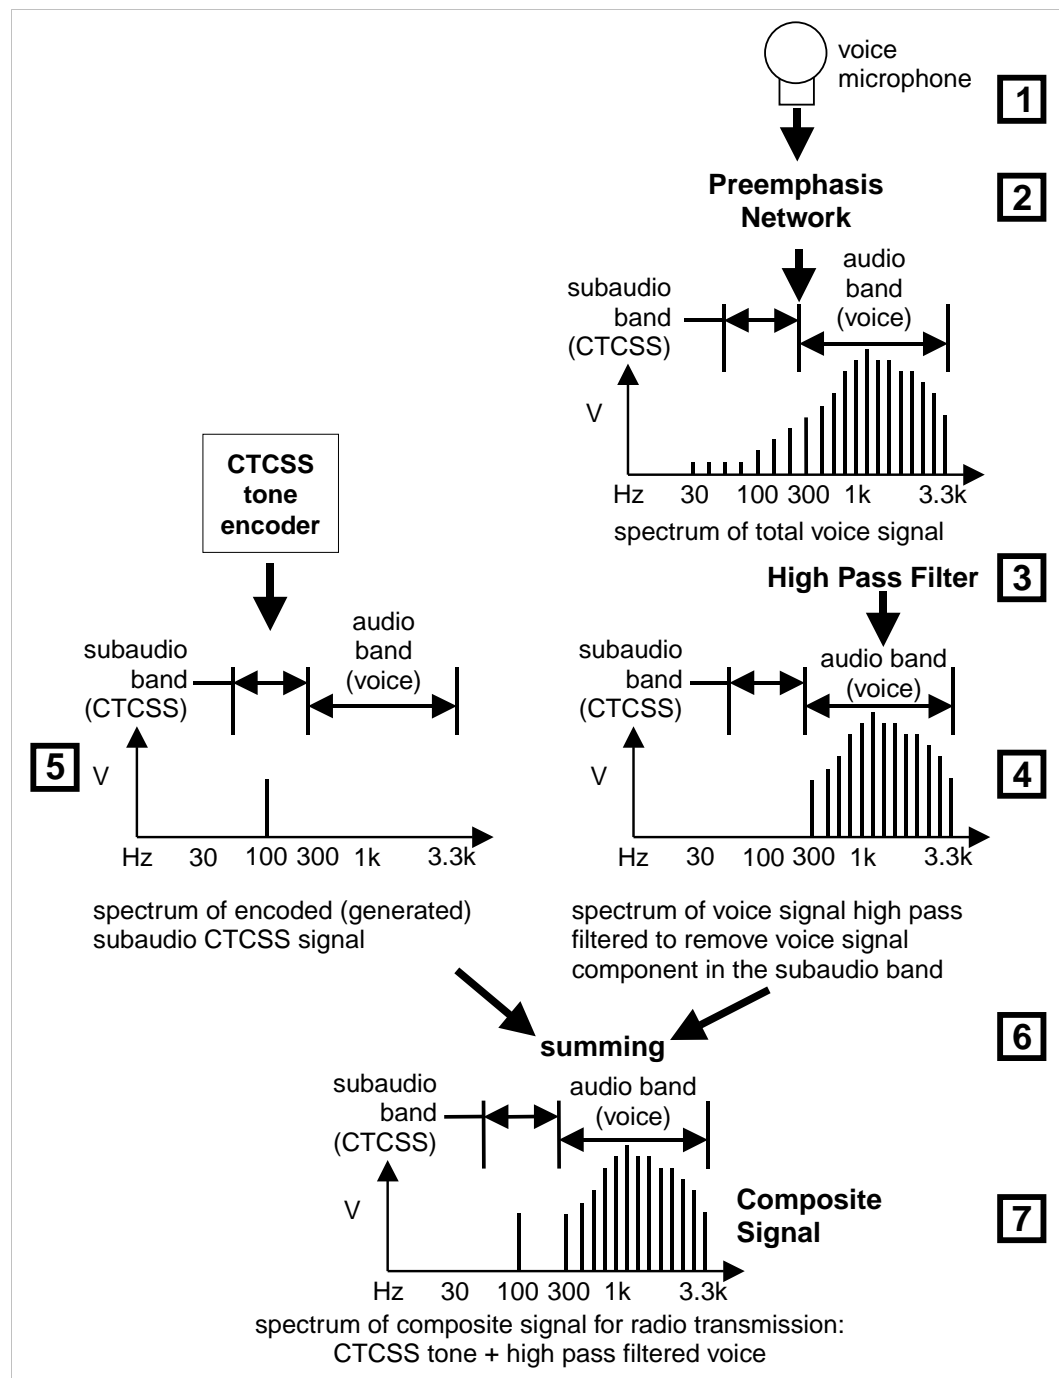 voice
microphone
1
Preemphasis
Network
2
subaudio
band
(CTCSS)
audio
band
(voice)
V
Hz 30 100 300 1k 3.3k
spectrum of total voice signal
High Pass Filter
3
CTCSS
tone
encoder
subaudio
band
(CTCSS)
audio
band
(voice)
5
V
Hz 30 100 300 1k 3.3k
spectrum of encoded (generated)
subaudio CTCSS signal
subaudio
band
(CTCSS)
audio band
(voice)
4
V
Hz 30 100 300 1k 3.3k
spectrum of voice signal high pass
filtered to remove voice signal
component in the subaudio band
summing
6
subaudio
band
(CTCSS)
audio band
(voice)
V
Composite
Signal
7
Hz 30 100 300 1k 3.3k
spectrum of composite signal for radio transmission:
CTCSS tone + high pass filtered voice